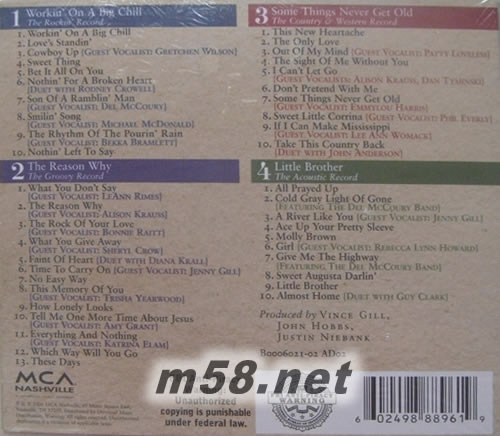 1 Workin' On A Big Chill
The Rockin' Record
1. Workin' On A Big Chill
2. Love's Standin'
3. Cowboy Up [Guest Vocalist: Gretchen Wilson]
4. Sweet Thing
5. Bet It All On You
6. Nothin' For A Broken Heart
[Duet with Rodney Crowell]
7. Son Of A Ramblin' Man
[Guest Vocalist: Del McCoury]
8. Smilin' Song
[Guest Vocalist: Michael McDonald]
9. The Rhythm Of The Pourin' Rain
[Guest Vocalist: Bekka Bramlett]
10. Nothin' Left To Say
2 The Reason Why
The Groovy Record
1. What You Don't Say
[Guest Vocalist: LeAnn Rimes]
2. The Reason Why
[Guest Vocalist: Alison Krauss]
3. The Rock Of Your Love
[Guest Vocalist: Bonnie Raitt]
4. What You Give Away
[Guest Vocalist: Sheryl Crow]
5. Faint Of Heart [Duet with Diana Krall]
6. Time To Carry On [Guest Vocalist: Jenny Gill]
7. No Easy Way
8. This Memory Of You
[Guest Vocalist: Trisha Yearwood]
9. How Lonely Looks
10. Tell Me One More Time About Jesus
[Guest Vocalist: Amy Grant]
11. Everything And Nothing
[Guest Vocalist: Katrina Elam]
12. Which Way Will You Go
13. These Days
3 Some Things Never Get Old
The Country & Western Record
1. This New Heartache
2. The Only Love
3. Out Of My Mind [Guest Vocalist: Patty Loveless]
4. The Sight Of Me Without You
5. I Can't Let Go
[Guest Vocalists: Alison Krauss, Dan Tyminski]
6. Don't Pretend With Me
7. Some Things Never Get Old
[Guest Vocalist: Emmylou Harris]
8. Sweet Little Corrina [Guest Vocalist: Phil Everly]
9. If I Can Make Mississippi
[Guest Vocalist: Lee Ann Womack]
10. Take This Country Back
[Duet with John Anderson]
4 Little Brother
The Acoustic Record
1. All Prayed Up
2. Cold Gray Light Of Gone
[Featuring The Del McCoury Band]
3. A River Like You [Guest Vocalist: Jenny Gill]
4. Ace Up Your Pretty Sleeve
5. Molly Brown
6. Girl [Guest Vocalist: Rebecca Lynn Howard]
7. Give Me The Highway
[Featuring The Del McCoury Band]
8. Sweet Augusta Darlin'
9. Little Brother
10. Almost Home [Duet with Guy Clark]
Produced by Vince Gill,
John Hobbs,
Justin Niebank
B0006021-02 AD02
MCA
NASHVILLE
m58.net
Unauthorized
copying is punishable
under federal law.
FBI ANTI-PIRACY
WARNING
6 02498 88961 9